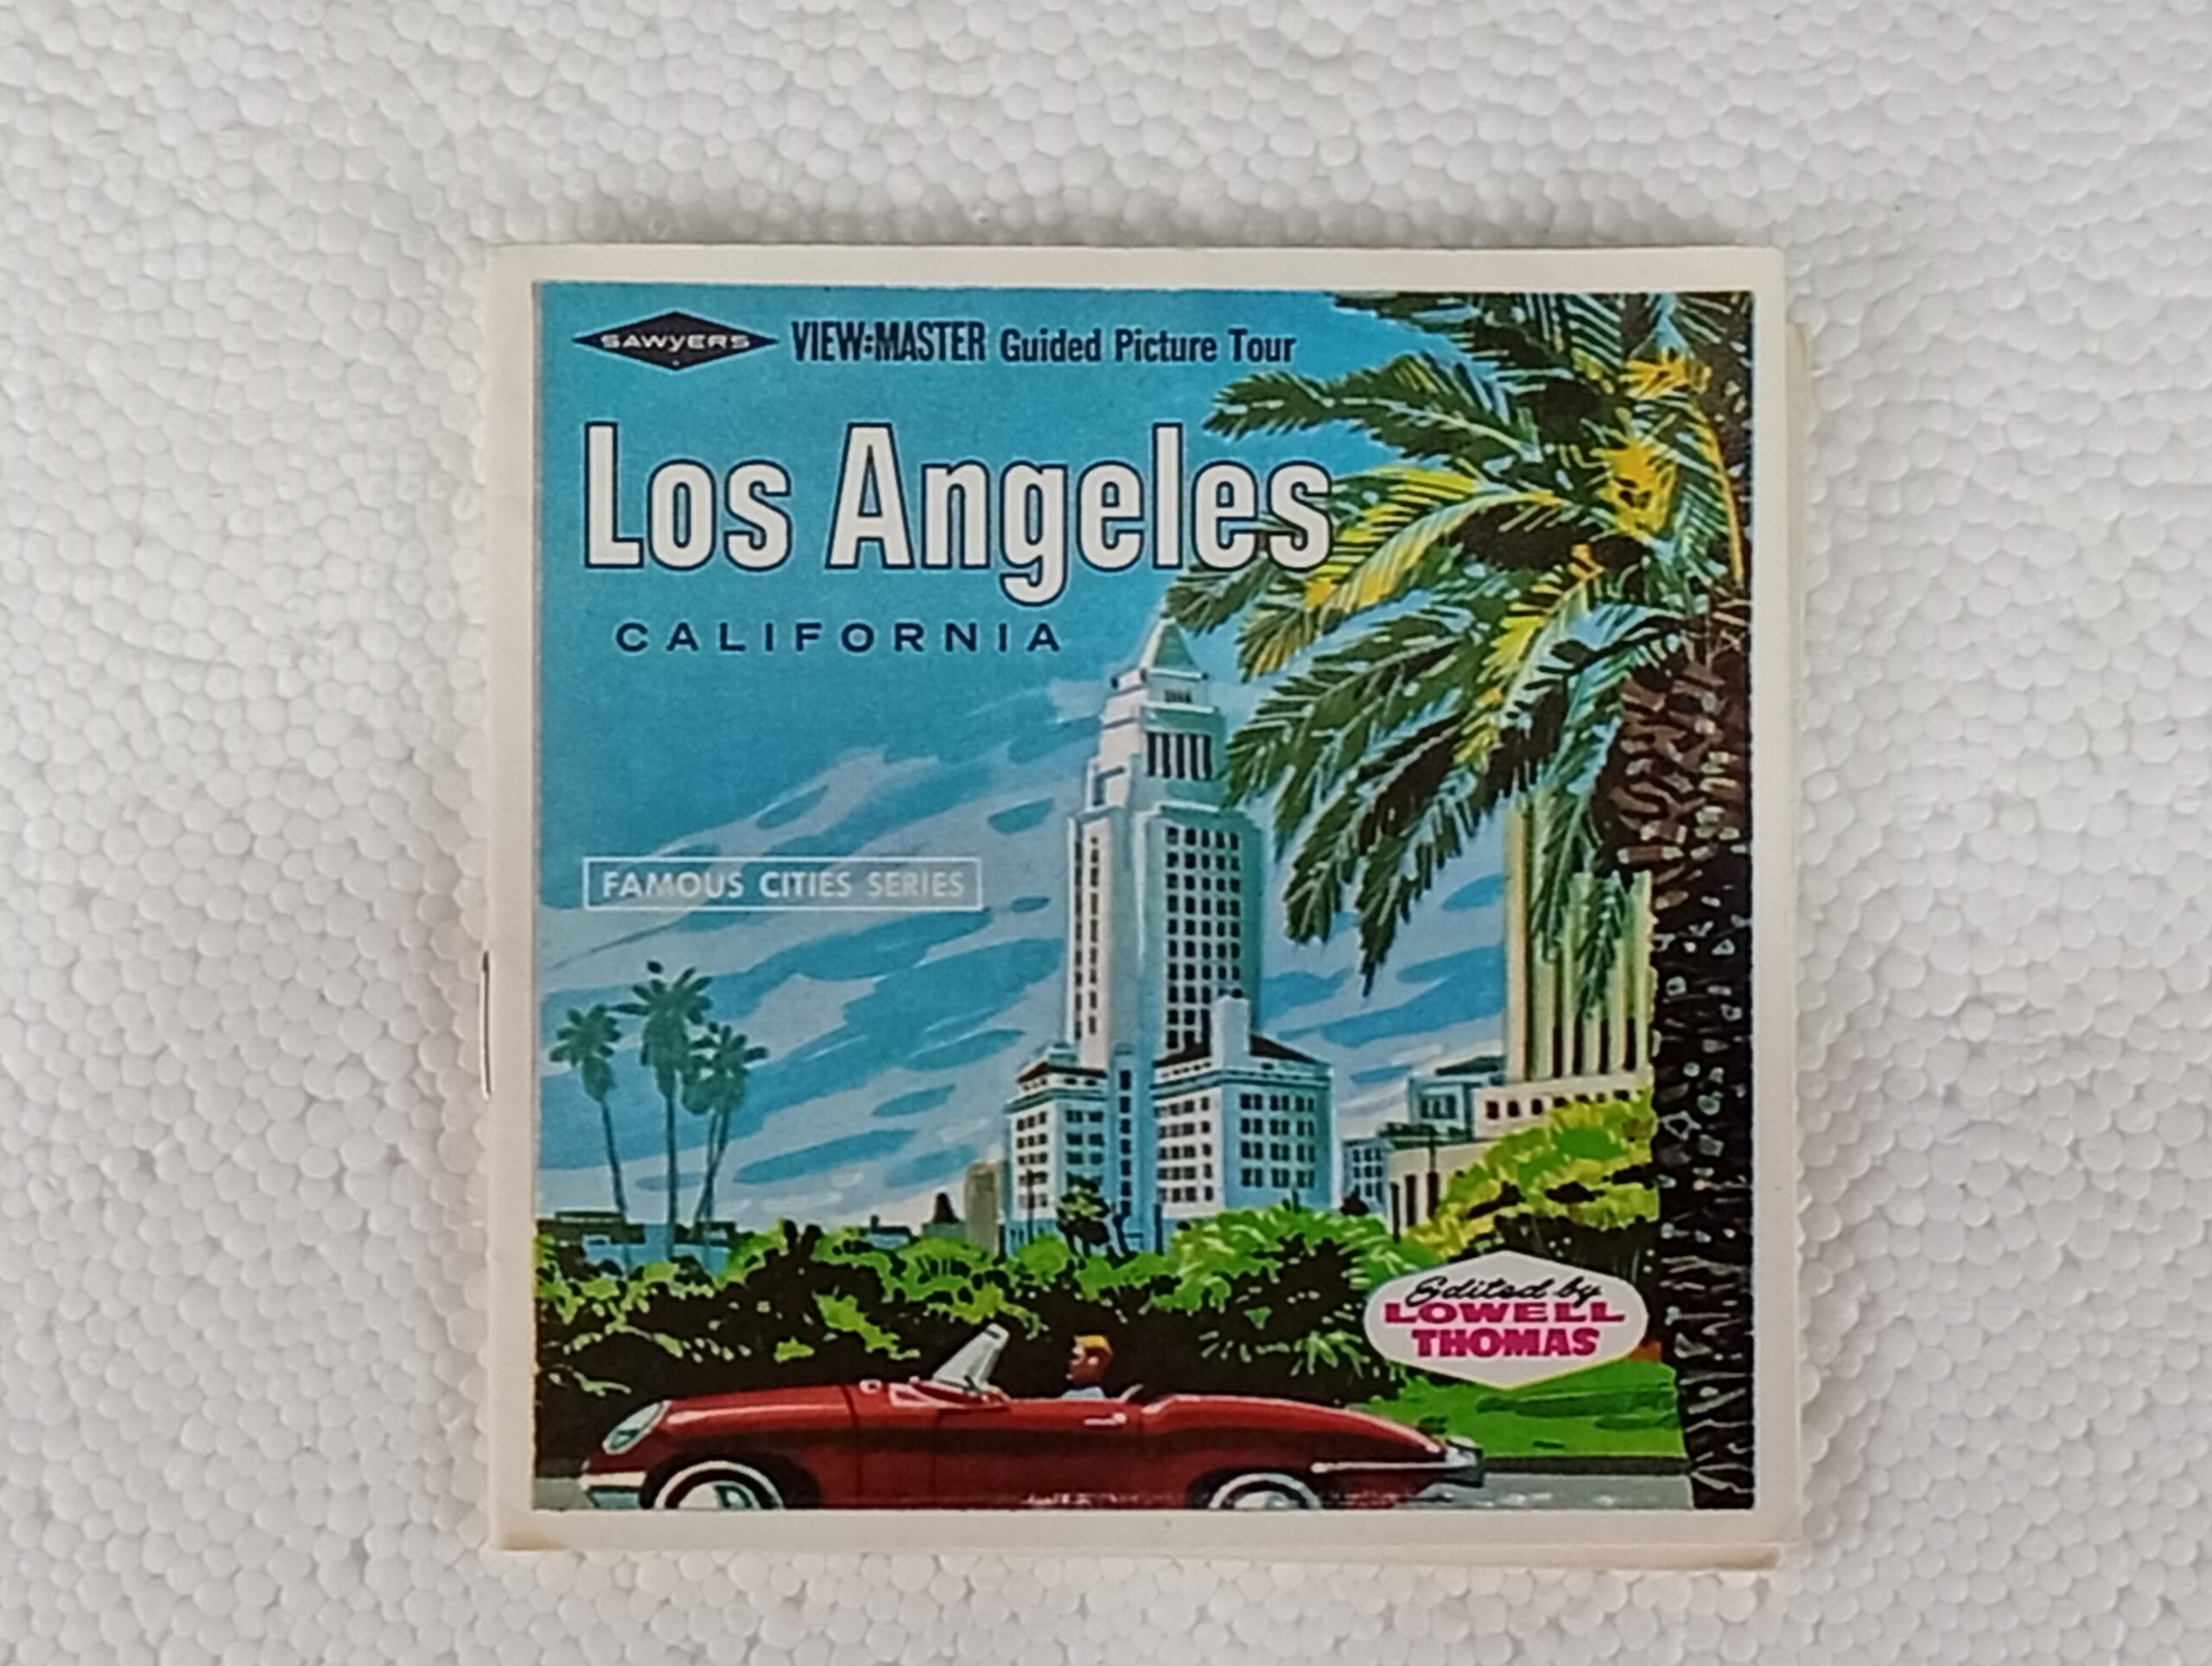 SAWYERS
VIEW-MASTER Guided Picture Tour
Los Angeles
CALIFORNIA
FAMOUS CITIES SERIES
Edited by
LOWELL
THOMAS